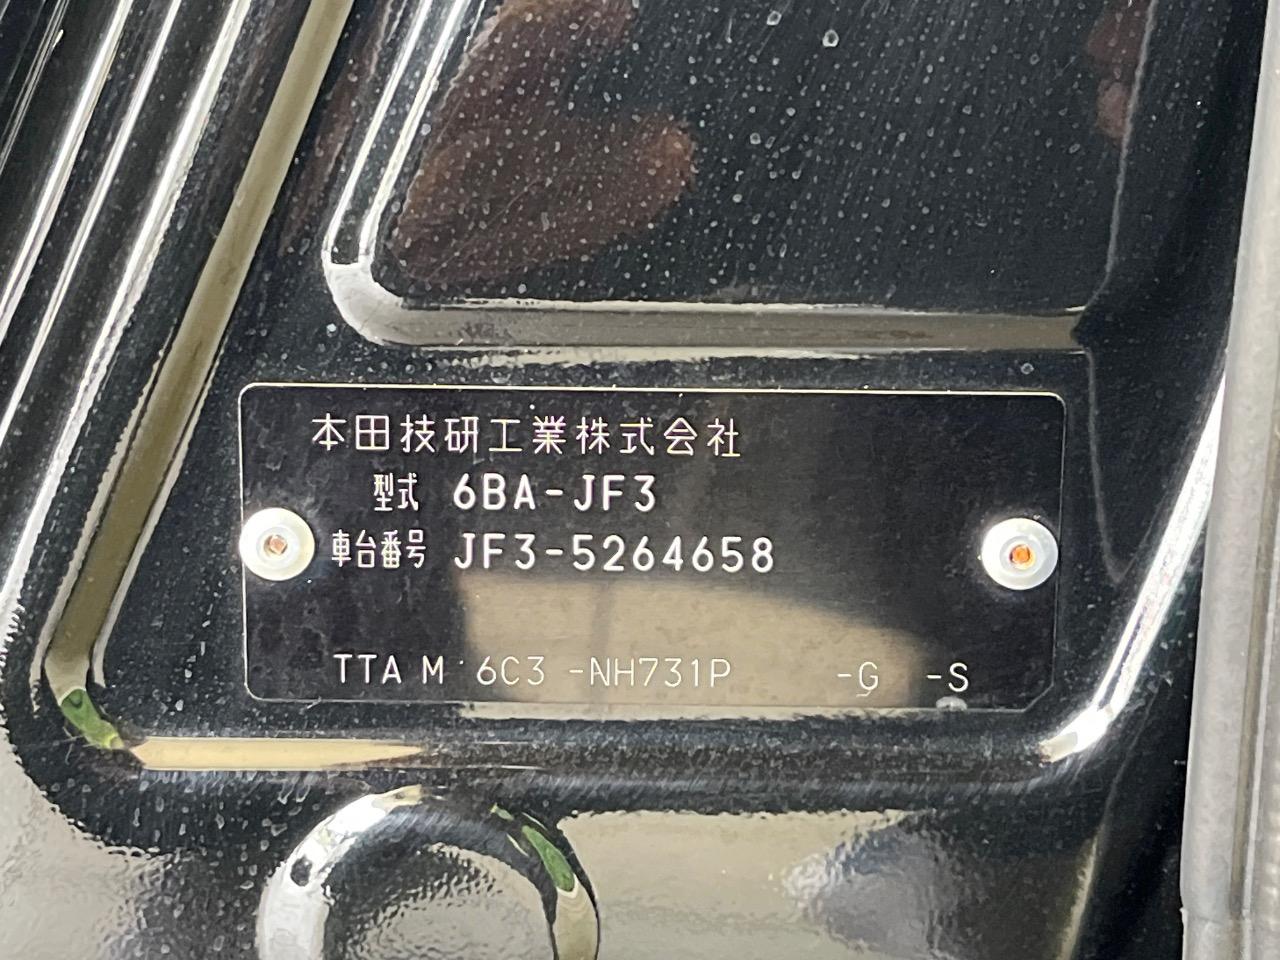 本田技研工業株式会社
型式 6BA-JF3
車台番号 JF3-5264658
TTA M 6C3 -NH731P -G -S